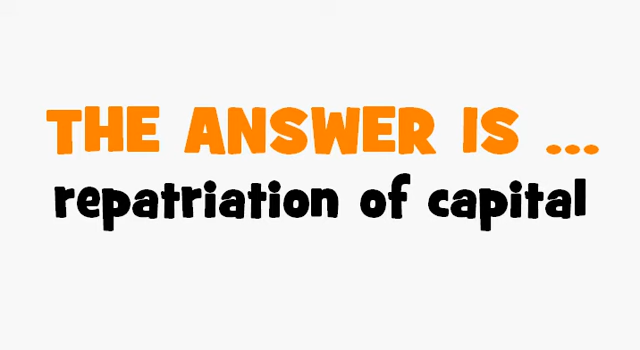 THE ANSWER IS ...
repatriation of capital